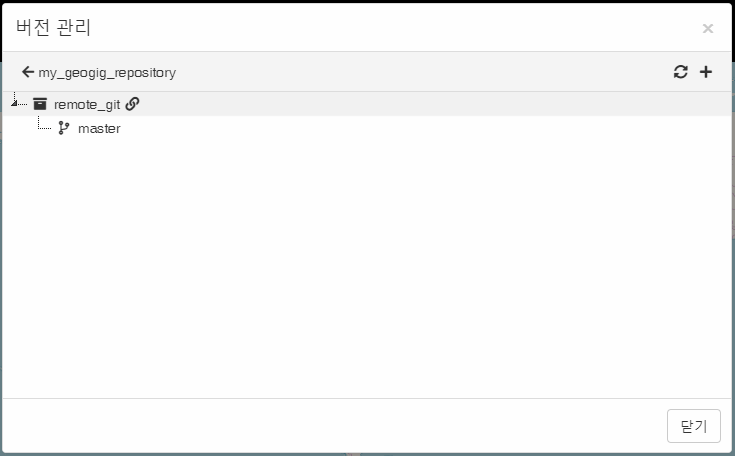 버전 관리
my_geogig_repository
remote_git
master
닫기